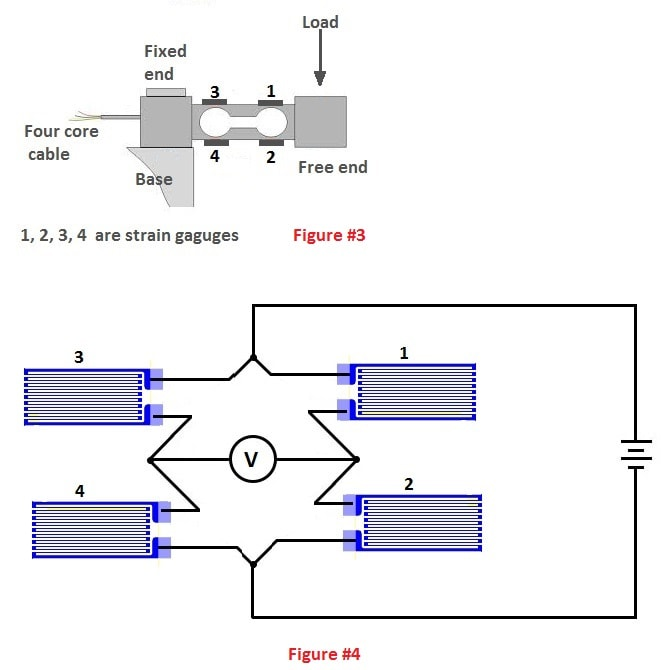 Load
Fixed
end
3
1
Four core
cable
4
2
Free end
Base
1, 2, 3, 4 are strain gaguges
Figure #3
3
1
V
4
2
Figure #4